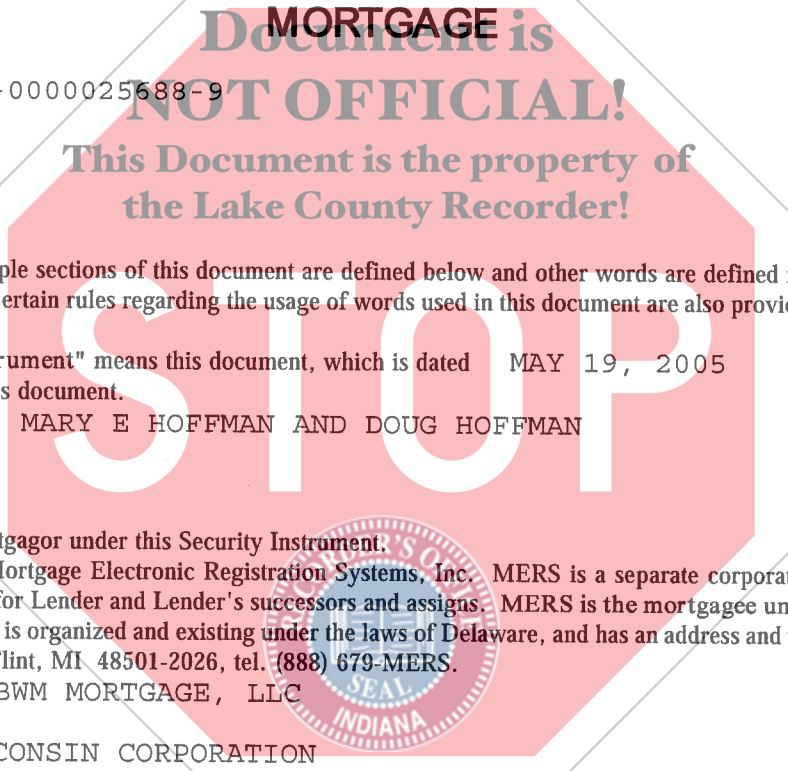 MORTGAGE
Document is
-0000025688-9
NOT OFFICIAL!
This Document is the property of
the Lake County Recorder!
ple sections of this document are defined below and other words are defined
ertain rules regarding the usage of words used in this document are also provi
rument" means this document, which is dated MAY 19, 2005
s document.
MARY E HOFFMAN AND DOUG HOFFMAN
STOP
tgagor under this Security Instrument.
Mortgage Electronic Registration Systems, Inc. MERS is a separate corporat
for Lender and Lender's successors and assigns. MERS is the mortgagee un
is organized and existing under the laws of Delaware, and has an address and
Flint, MI 48501-2026, tel. (888) 679-MERS.
BWM MORTGAGE, LLC
CONSIN CORPORATION
RECORDER'S OF
SEAL
INDIANA